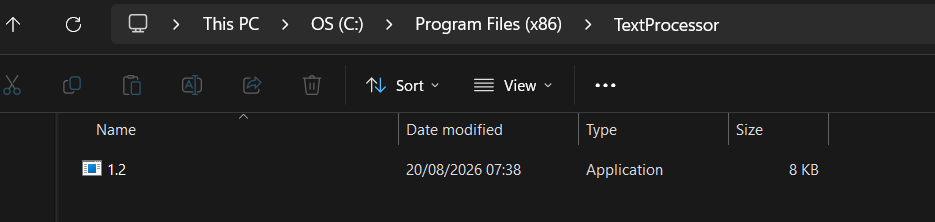 This PC > OS (C:) > Program Files (x86) > TextProcessor
Sort View •••
Name Date modified Type Size
1.2 20/08/2026 07:38 Application 8 KB